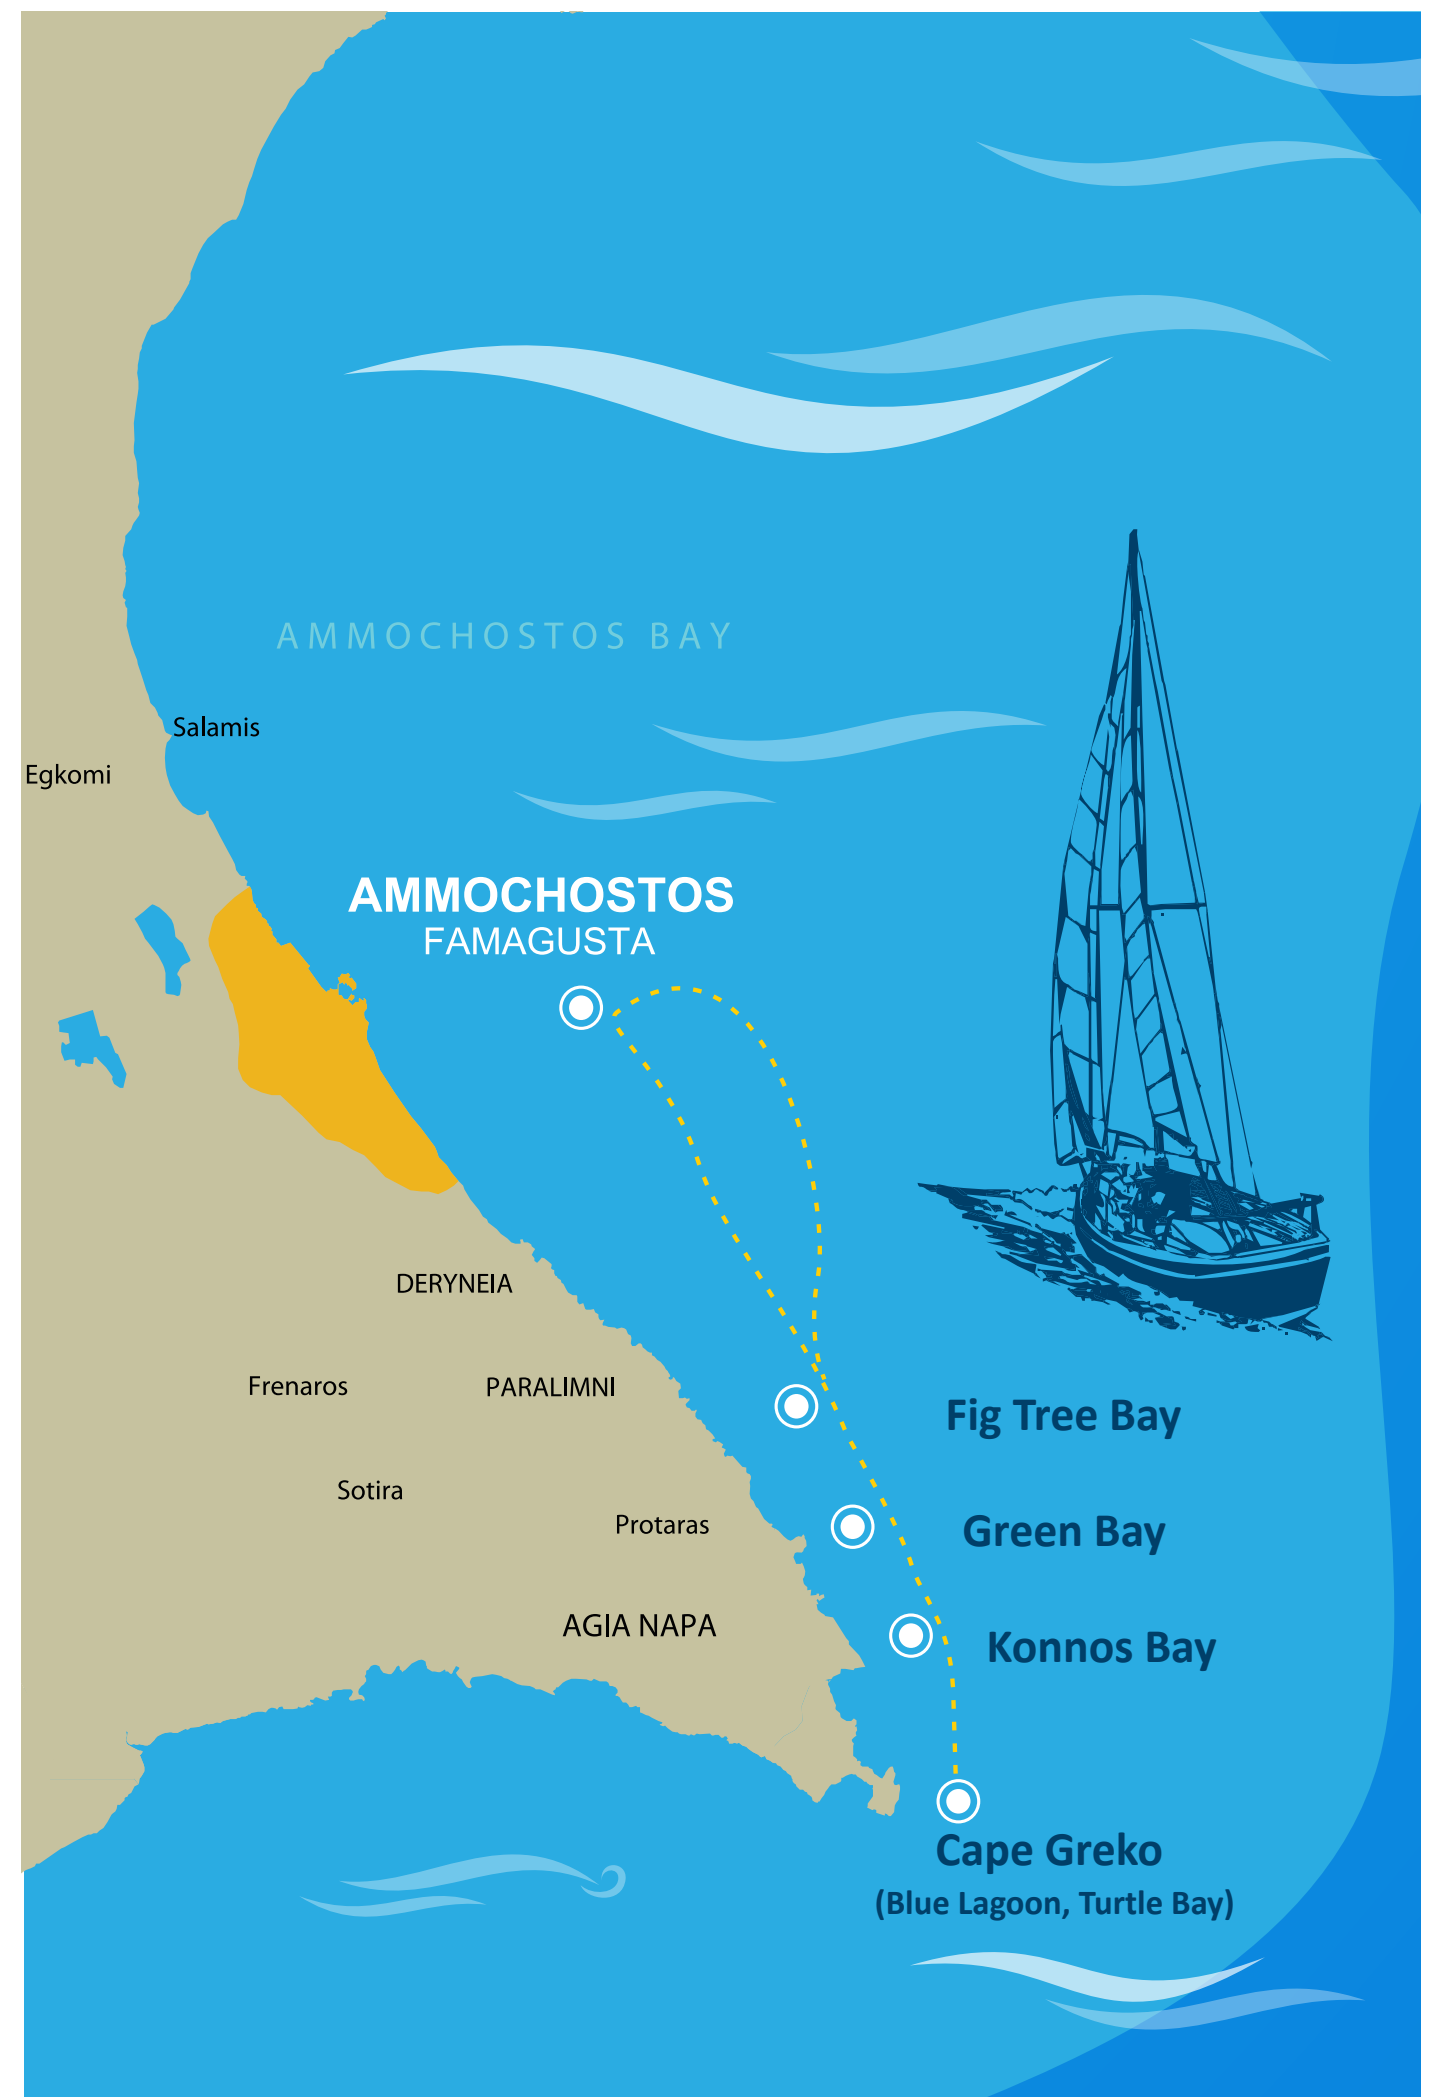 AMMOCHOSTOS BAY
Salamis
Egkomi
AMMOCHOSTOS
FAMAGUSTA
DERYNEIA
Frenaros
PARALIMNI
Fig Tree Bay
Sotira
Protaras
Green Bay
AGIA NAPA
Konnos Bay
Cape Greko
(Blue Lagoon, Turtle Bay)